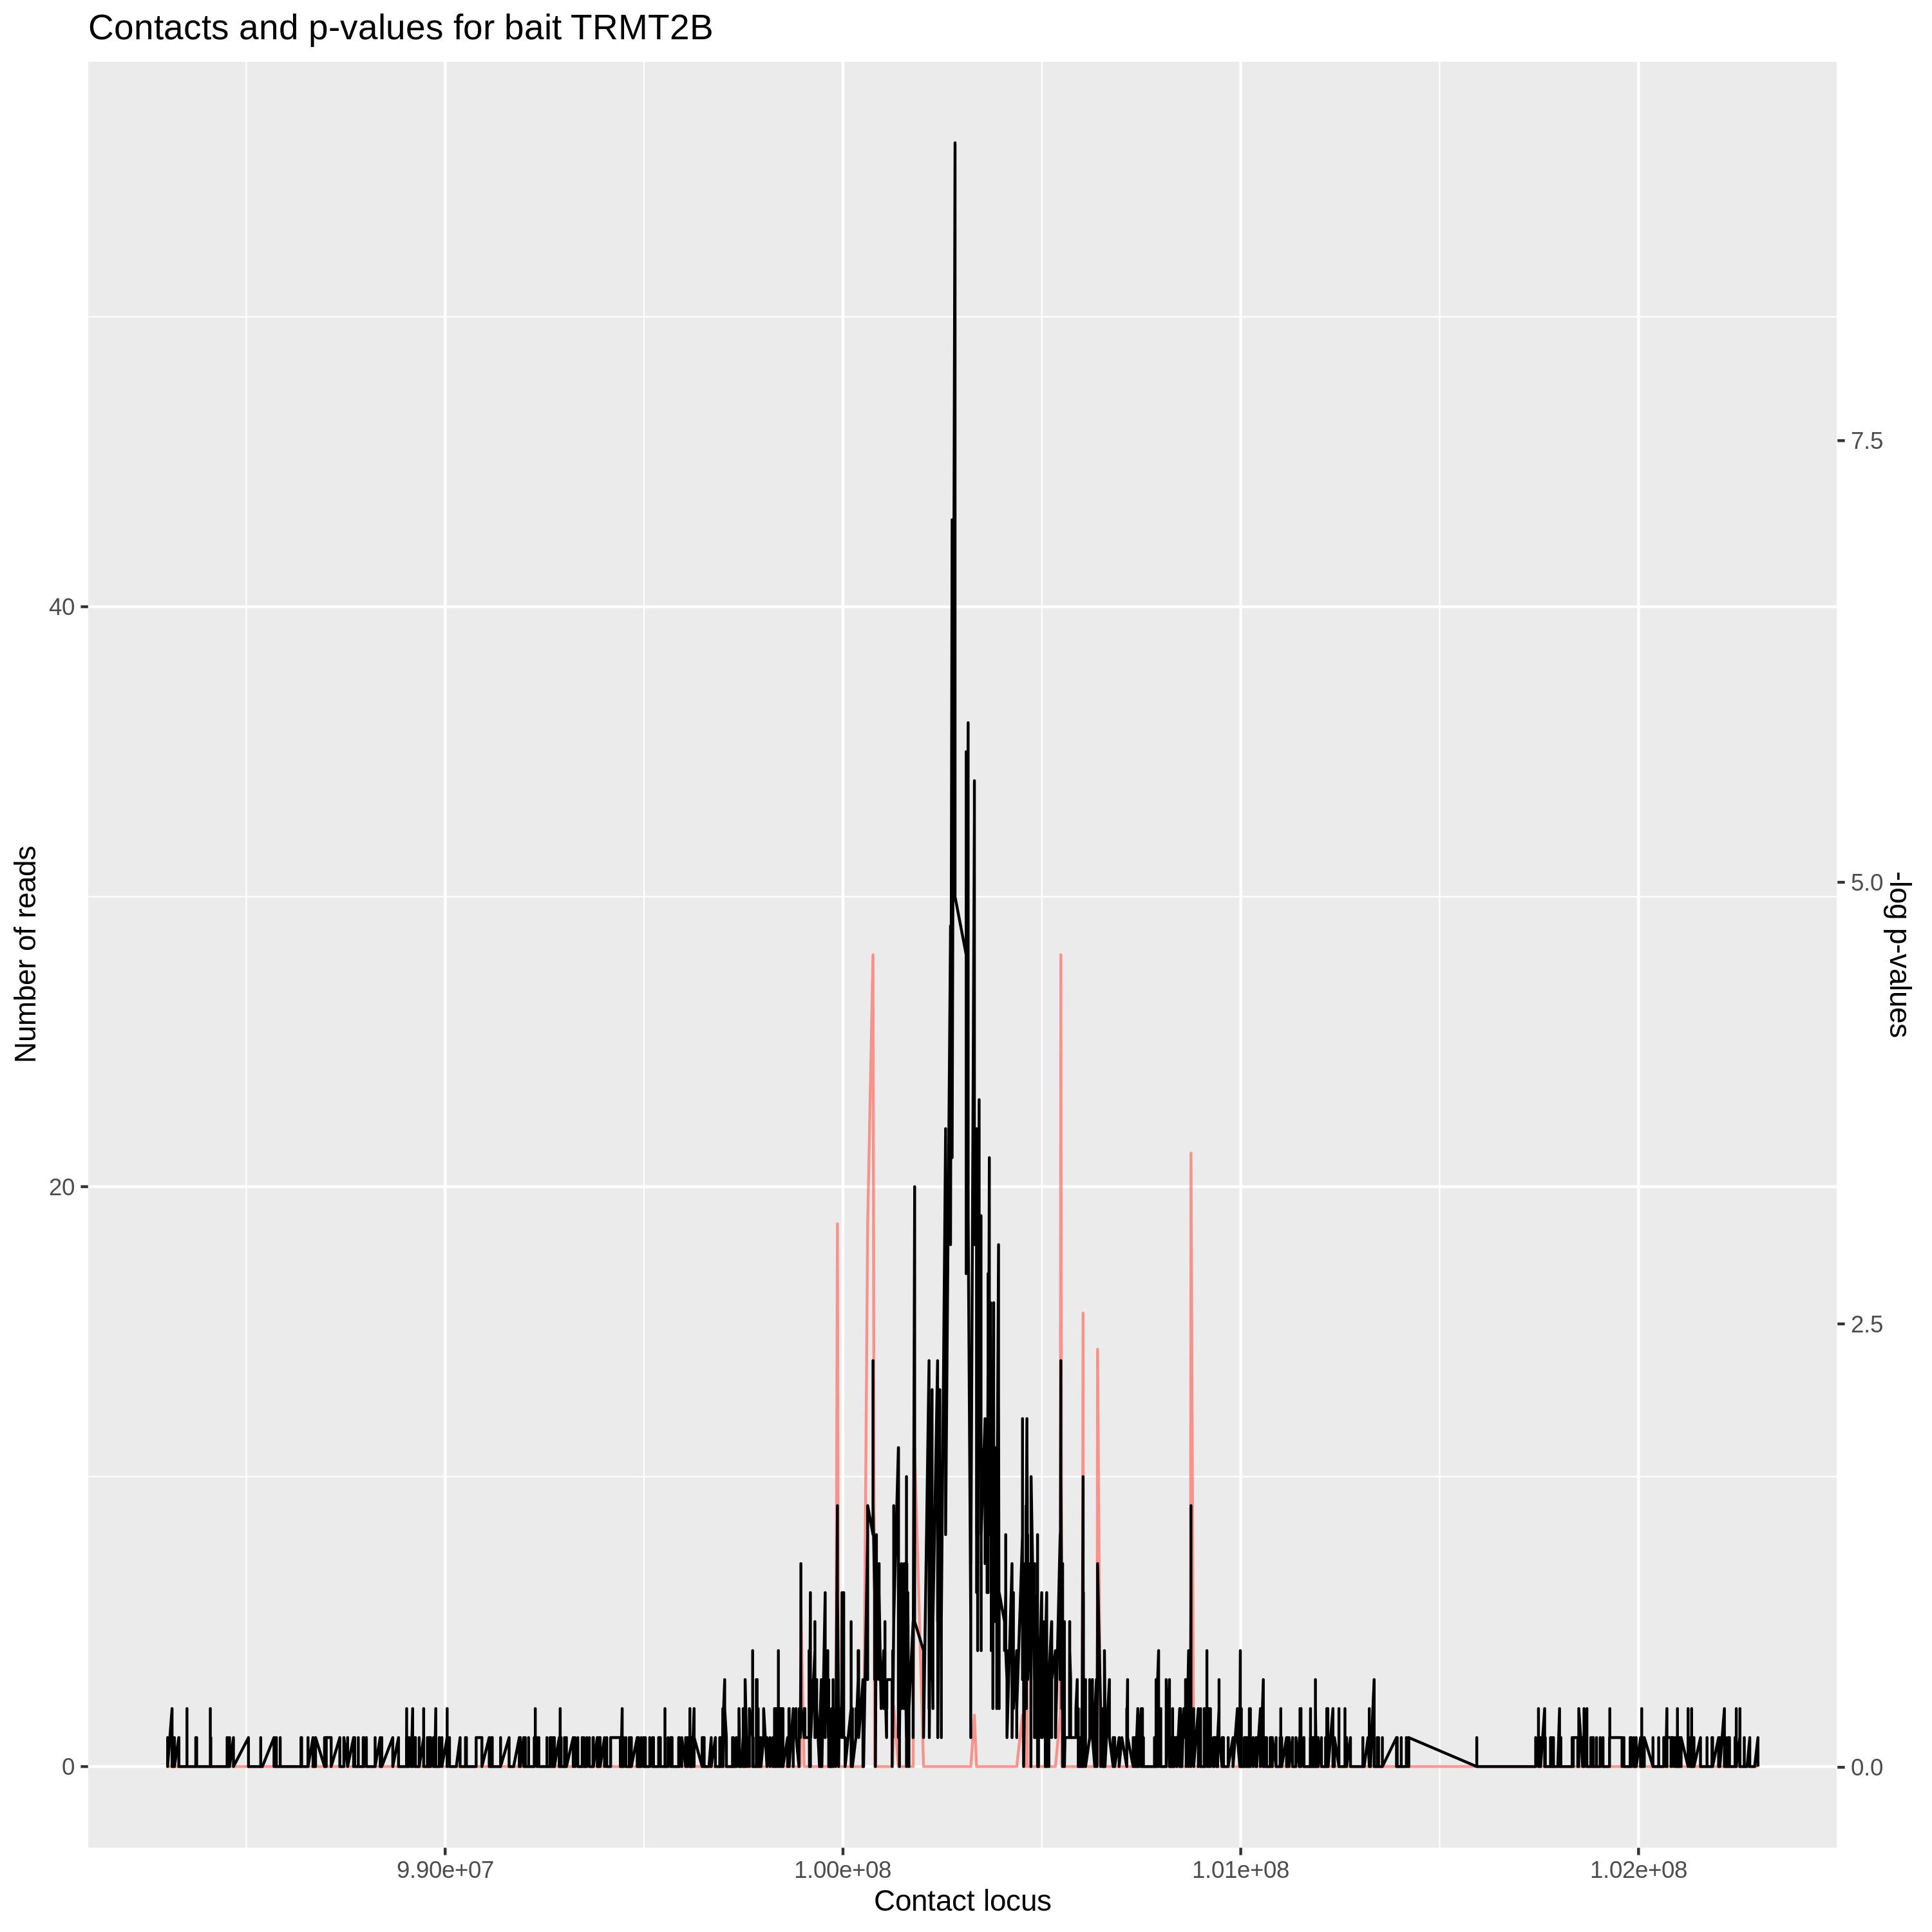 Contacts and p-values for bait TRMT2B
40
20
0
Number of reads
7.5
5.0
2.5
0.0
-log p-values
9.90e+07
1.00e+08
1.01e+08
1.02e+08
Contact locus